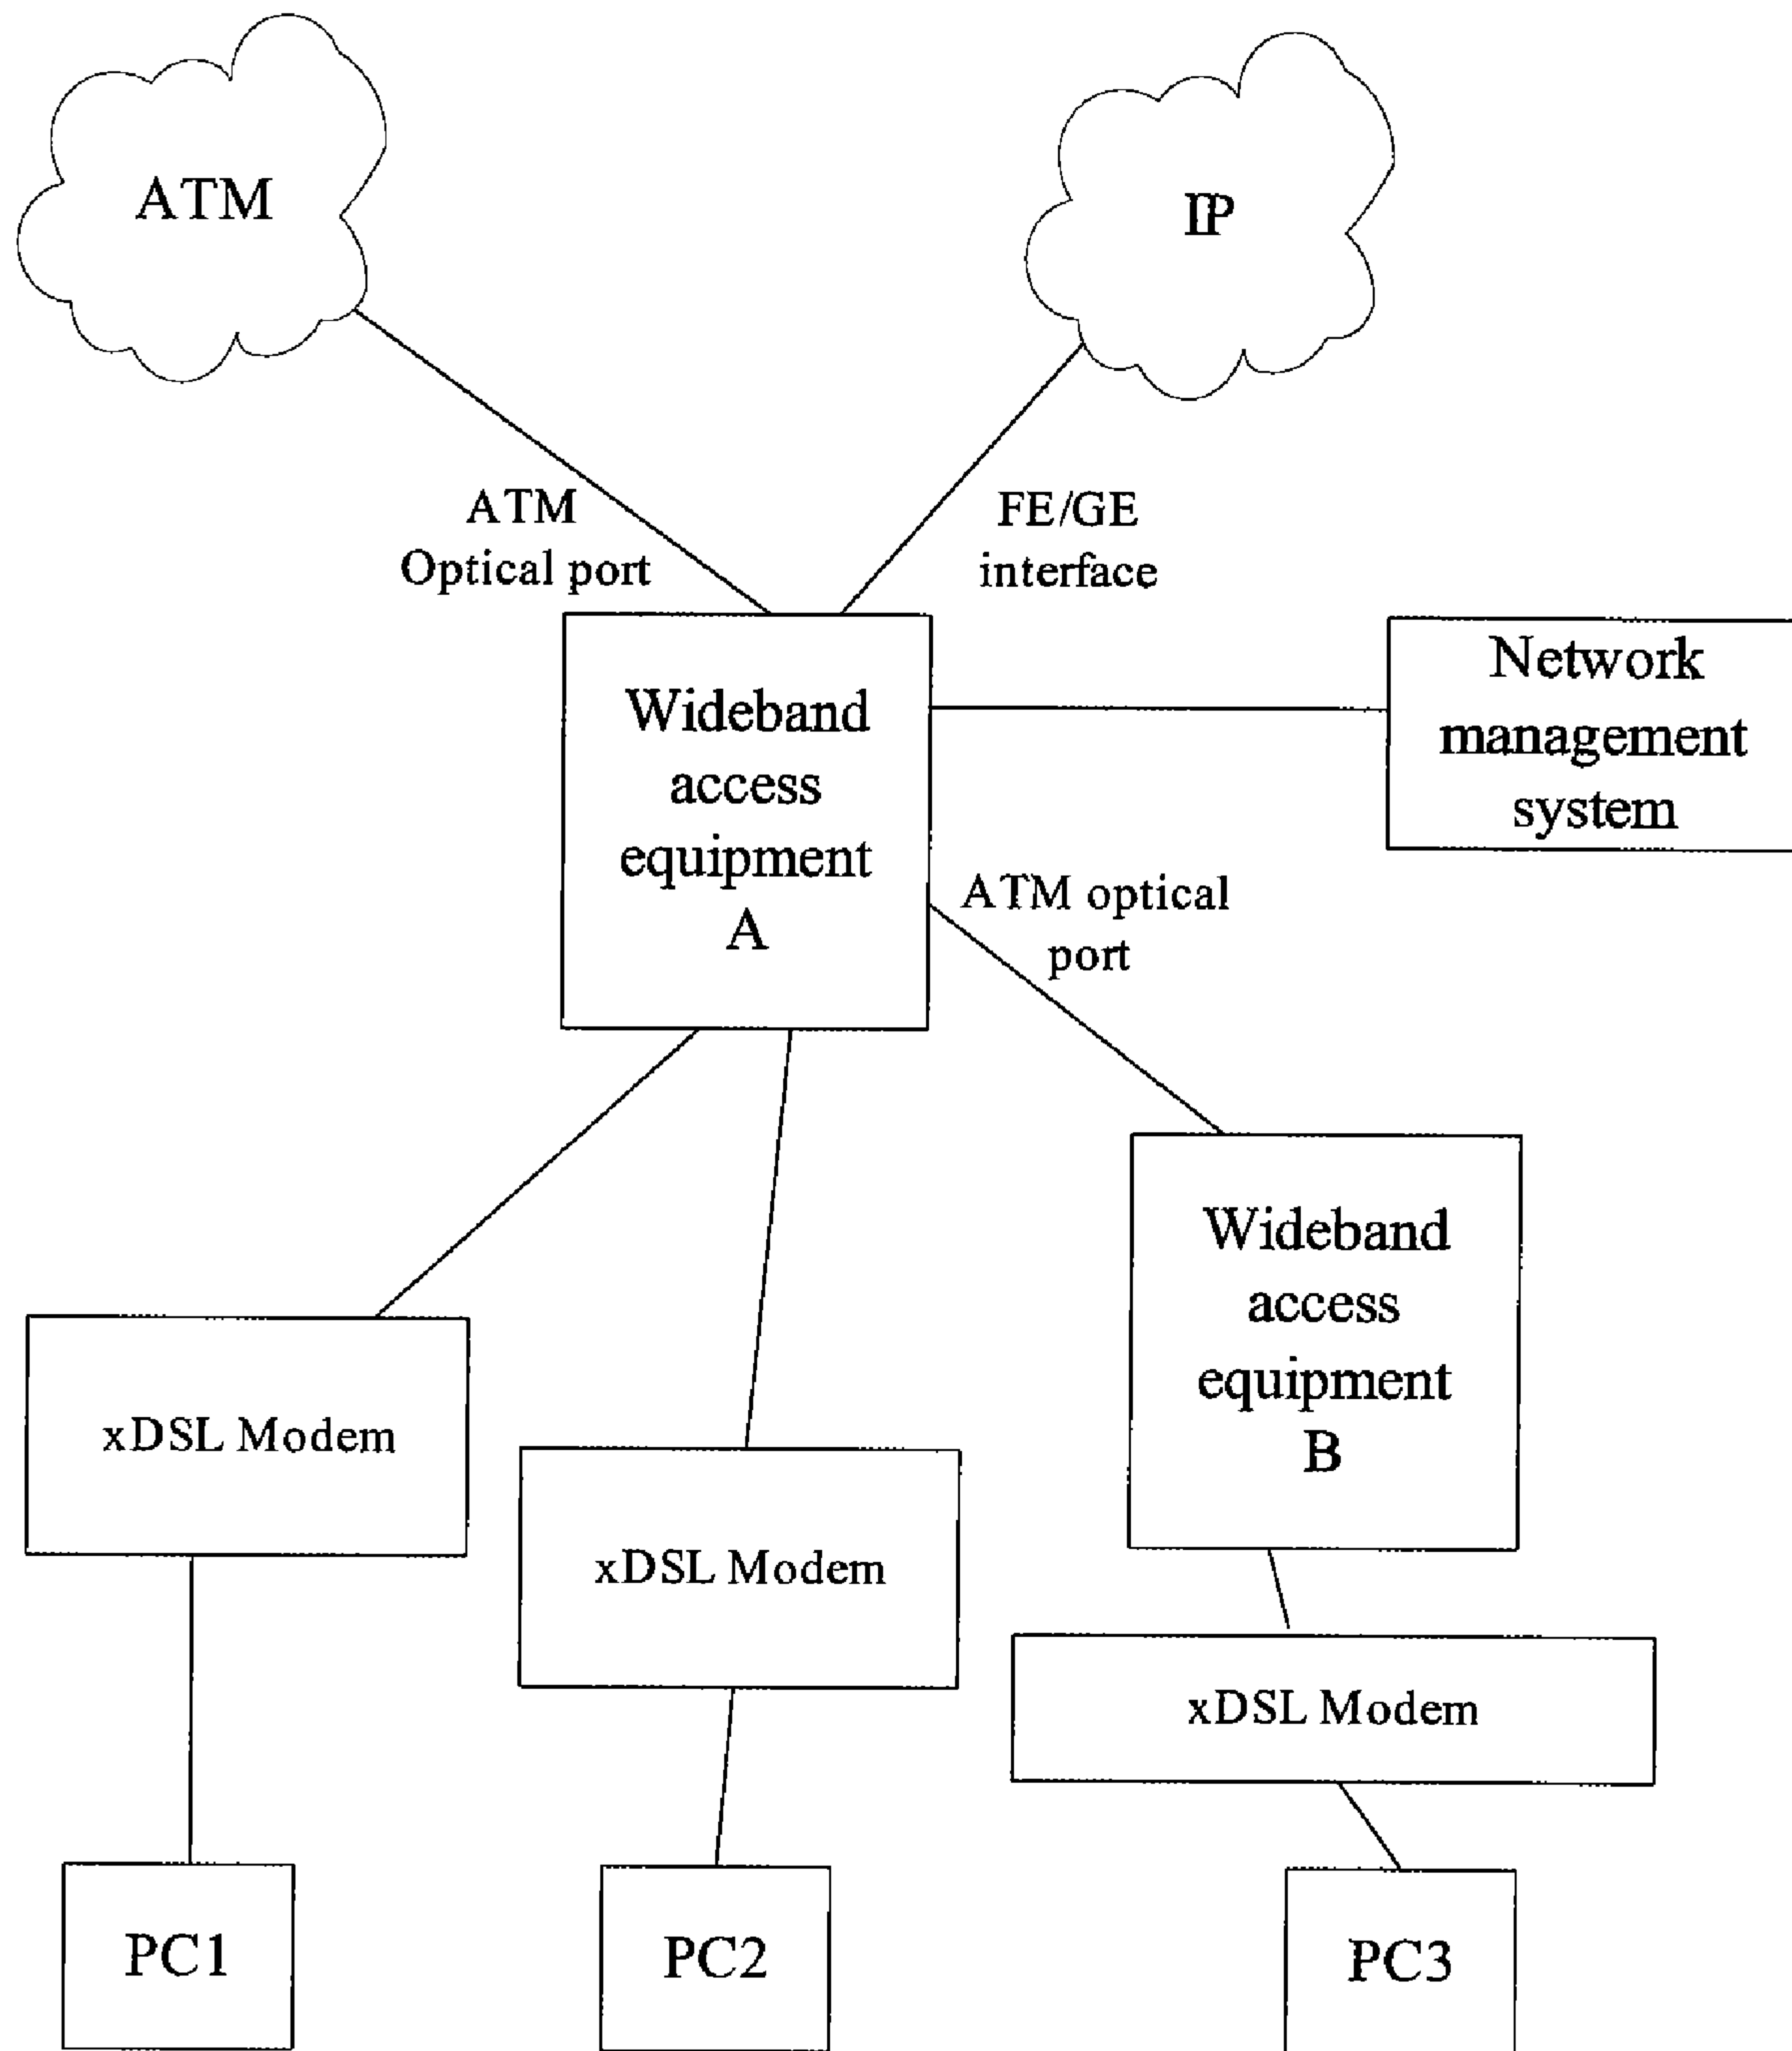 ATM
IP
ATM
Optical port
FE/GE
interface
Network
management
system
Wideband
access
equipment
A
ATM optical
port
Wideband
access
equipment
B
xDSL Modem
xDSL Modem
xDSL Modem
PC1
PC2
PC3